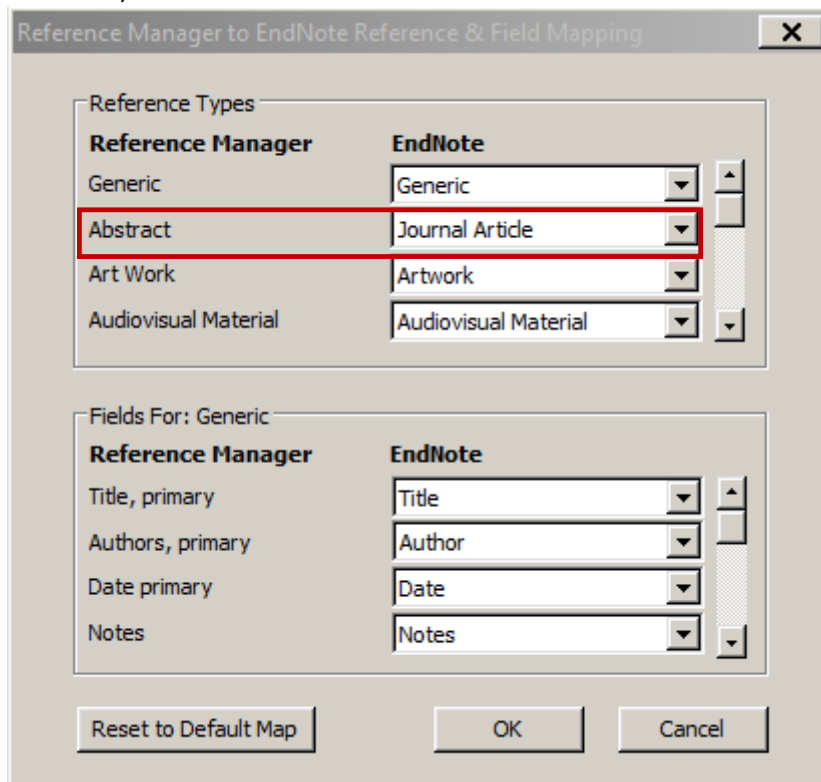 Reference Manager to EndNote Reference & Field Mapping
Reference Types
Reference Manager EndNote
Generic Generic
Abstract Journal Article
Art Work Artwork
Audiovisual Material Audiovisual Material
Fields For: Generic
Reference Manager EndNote
Title, primary Title
Authors, primary Author
Date primary Date
Notes Notes
Reset to Default Map OK Cancel